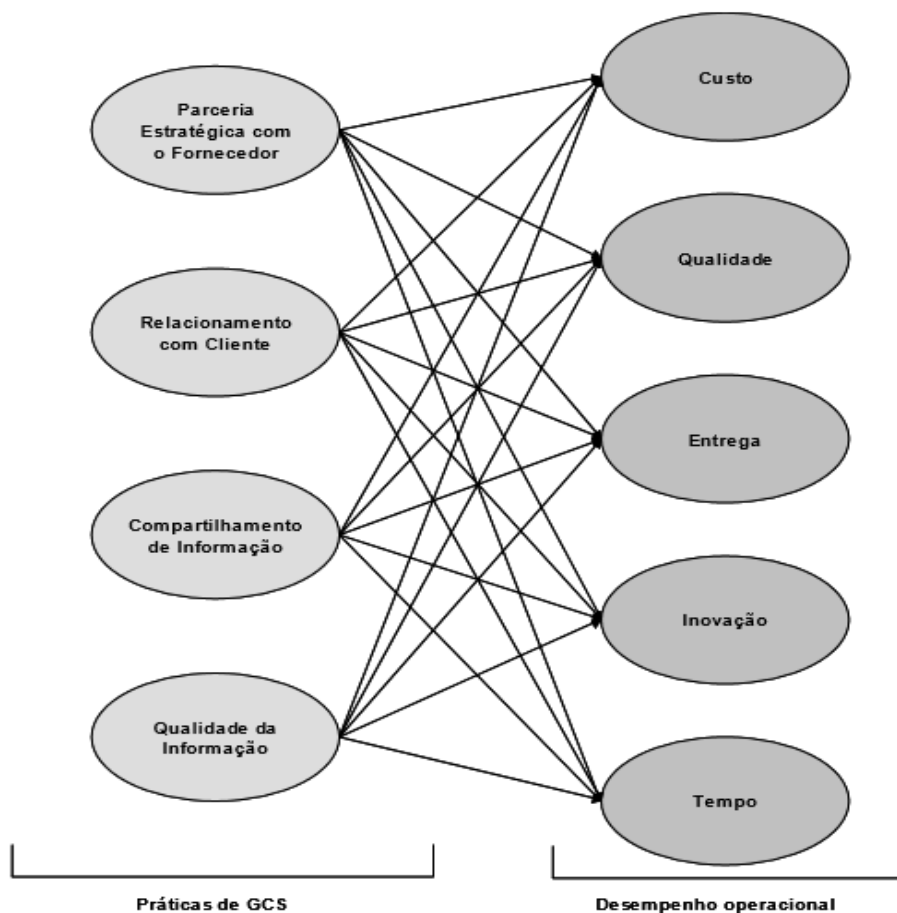 Parceria
Estratégica com
o Fornecedor
Relacionamento
com Cliente
Compartilhamento
de Informação
Qualidade da
Informação
Práticas de GCS
Custo
Qualidade
Entrega
Inovação
Tempo
Desempenho operacional